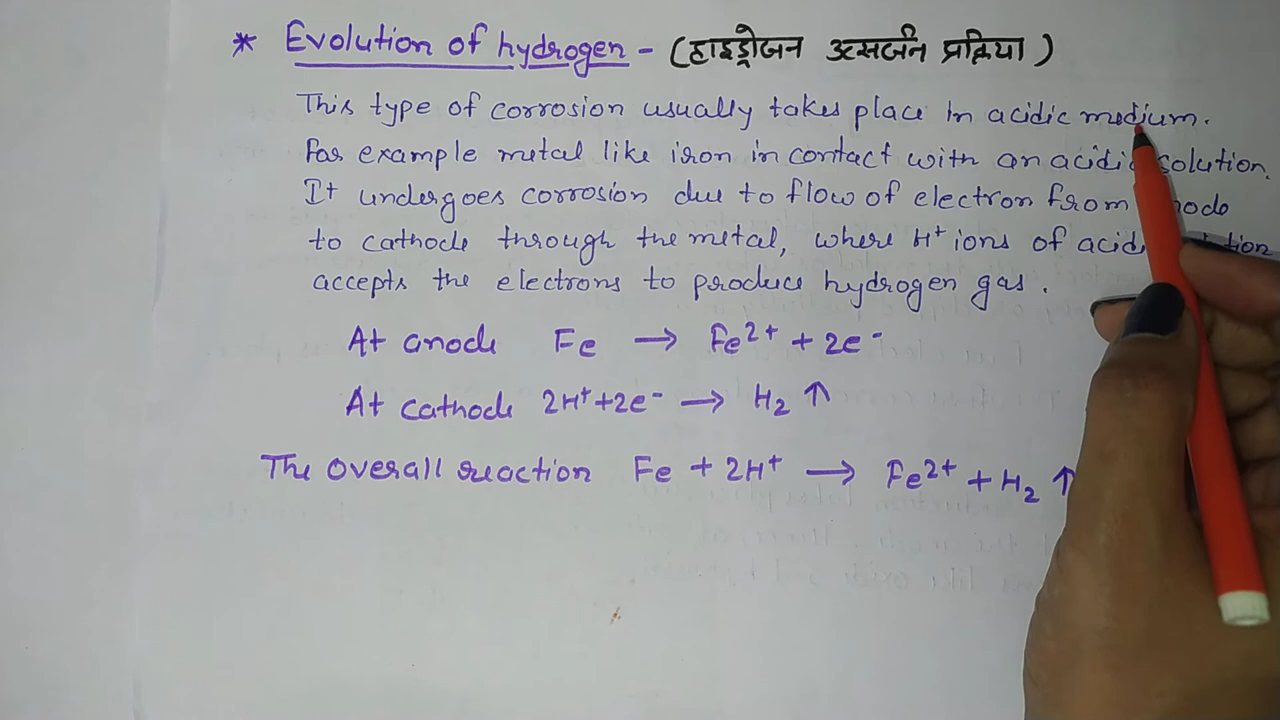 * Evolution of hydrogen - (हाइड्रोजन उत्सर्जन प्रक्रिया)
This type of corrosion usually takes place in acidic medium.
For example metal like iron in contact with an acidic solution.
It undergoes corrosion due to flow of electron from
to cathode through the metal, where H⁺ ions of
accepts the electrons to produce hydrogen gas.
At anode Fe → Fe²⁺ + 2e⁻
At cathode 2H⁺ + 2e⁻ → H₂ ↑
The overall reaction Fe + 2H⁺ → Fe²⁺ + H₂ ↑